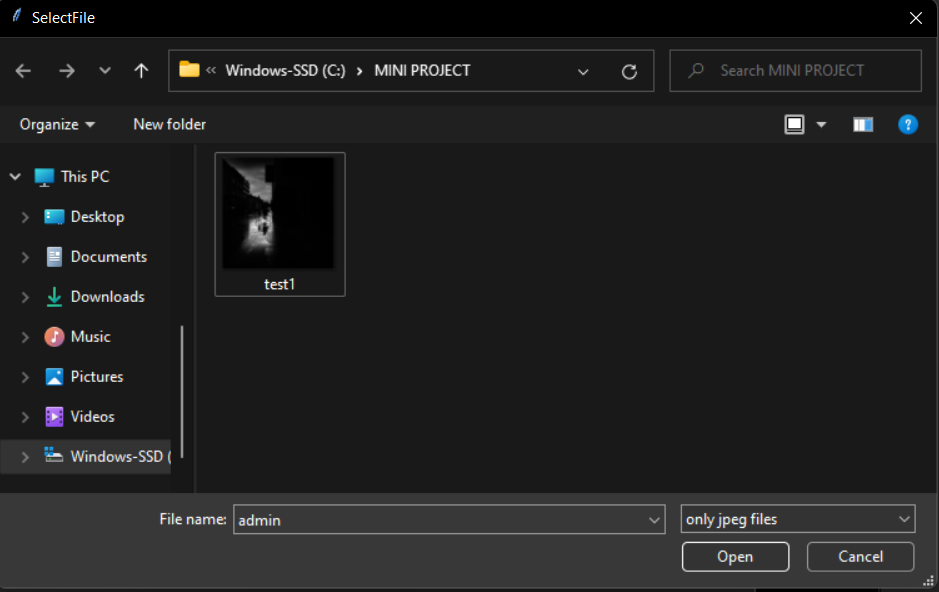 SelectFile
« Windows-SSD (C:) › MINI PROJECT
Search MINI PROJECT
Organize
New folder
This PC
Desktop
Documents
Downloads
Music
Pictures
Videos
Windows-SSD (
test1
File name:
admin
only jpeg files
Open
Cancel